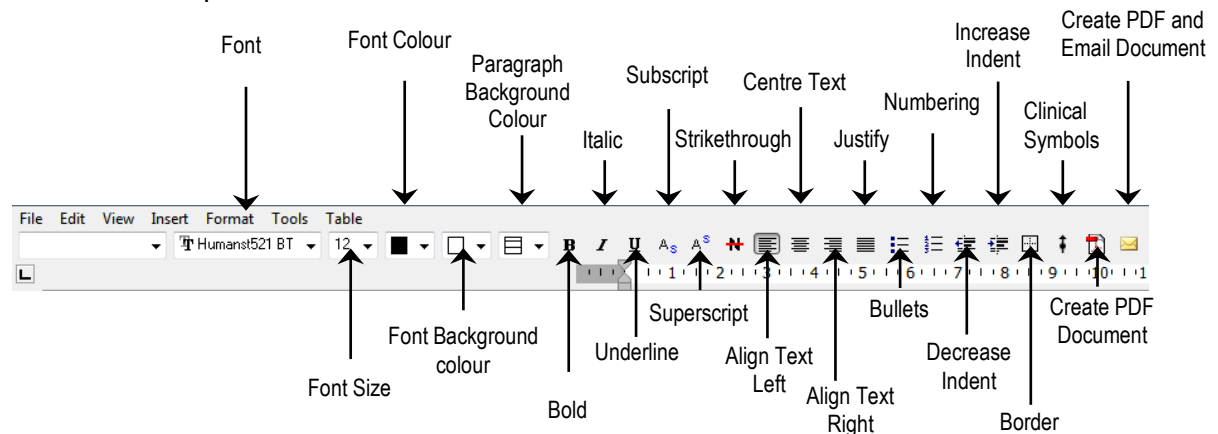 Font
Font Colour
Paragraph
Background
Colour
Italic
Subscript
Strikethrough
Centre Text
Justify
Numbering
Increase
Indent
Clinical
Symbols
Create PDF and
Email Document
File Edit View Insert Format Tools Table
Humanst521 BT 12 B I U A S A S N
L 1 2 3 4 5 6 7 8 9 10 1
Font Size
Font Background
colour
Bold
Underline
Superscript
Align Text
Left
Align Text
Right
Bullets
Decrease
Indent
Border
Create PDF
Document